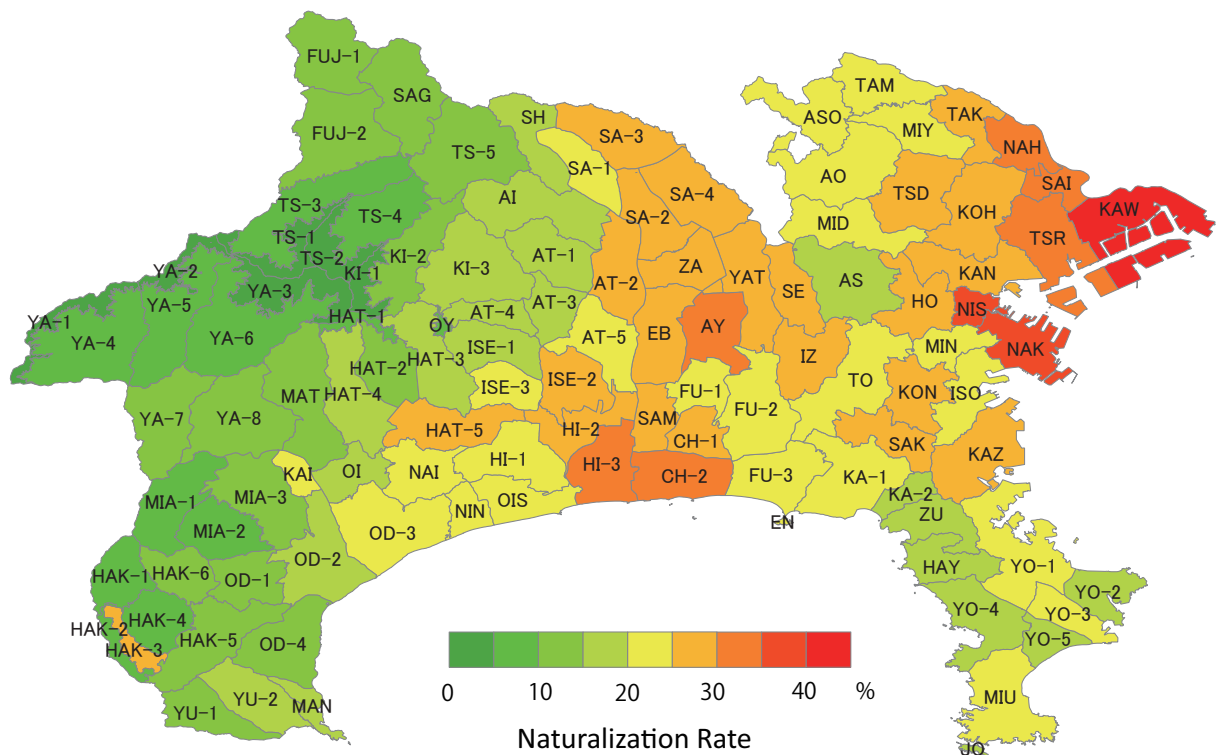 FUJ-1
SAG
FUJ-2
SH
TS-5
SA-3
SA-1
TAM
ASO
MIY
TAK
NAH
AO
TSD
SAI
KAW
TS-3
TS-4
AI
SA-4
SA-2
MID
KOH
TSR
TS-1
TS-2
KI-2
KI-1
KI-3
AT-1
ZA
YAT
AT-2
SE
AS
KAN
YA-2
YA-3
YA-5
HAT-1
AT-4
AT-3
HO
NIS
YA-1
YA-4
YA-6
OY
AT-5
EB
AY
IZ
MIN
NAK
HAT-2
HAT-3
ISE-1
ISE-3
ISE-2
FU-1
FU-2
TO
KON
ISO
MAT
HAT-4
YA-7
YA-8
HAT-5
HI-2
SAM
CH-1
SAK
KAZ
KAI
OI
NAI
HI-1
HI-3
CH-2
FU-3
KA-1
KA-2
MIA-1
MIA-3
MIA-2
NIN
OIS
EN
ZU
OD-3
OD-2
HAK-1
HAK-6
OD-1
HAY
YO-1
YO-2
HAK-4
HAK-2
HAK-3
HAK-5
OD-4
YO-4
YO-3
YO-5
YU-1
YU-2
MAN
MIU
JO
0 10 20 30 40 %
Naturalization Rate